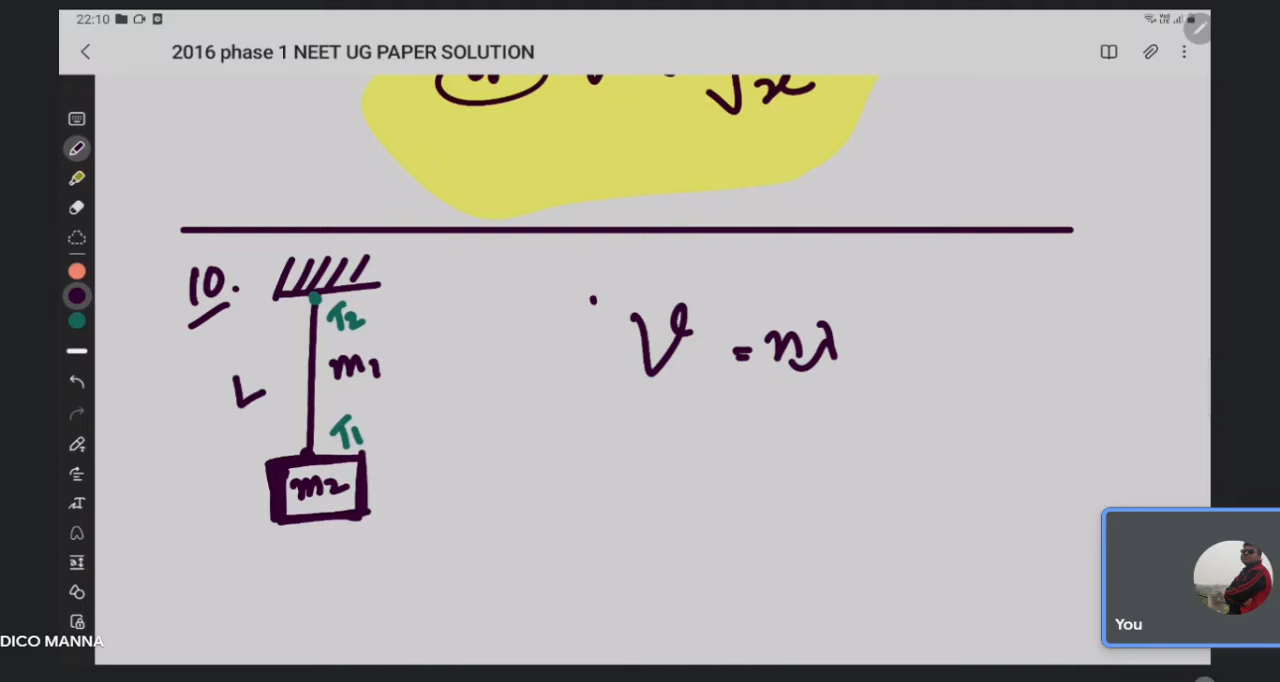 22:10
2016 phase 1 NEET UG PAPER SOLUTION
√x
10.
T2
m1
L
T1
m2
V = nλ
You
DICO MANNA